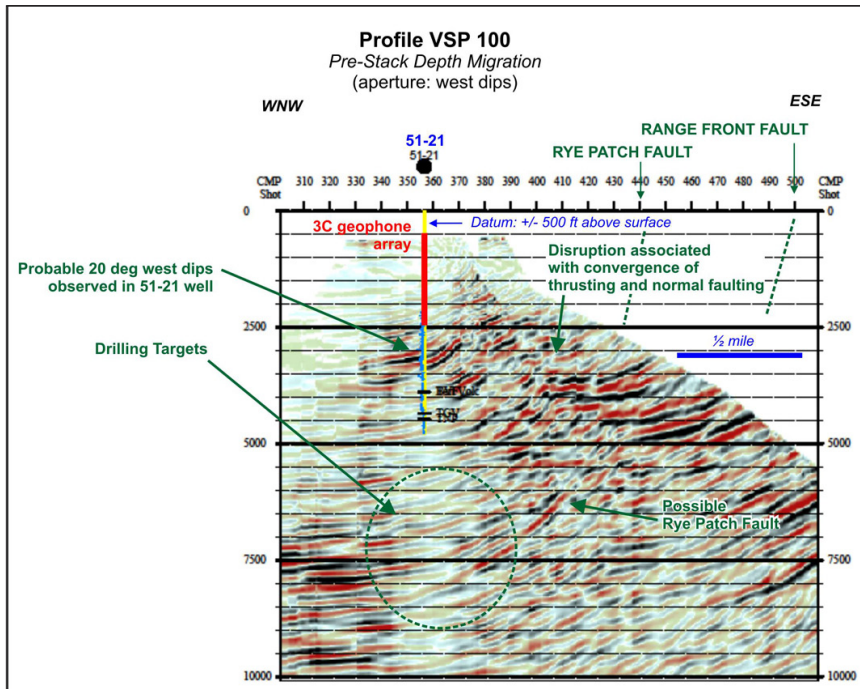 Profile VSP 100
Pre-Stack Depth Migration
(aperture: west dips)
WNW
ESE
51-21
51-21
RANGE FRONT FAULT
RYE PATCH FAULT
CMP 310 320 330 340 350 360 370 380 390 400 410 420 430 440 450 460 470 480 490 500 CMP
Shot
Shot
0
0
3C geophone
array
Datum: +/- 500 ft above surface
Probable 20 deg west dips
observed in 51-21 well
Disruption associated
with convergence of
thrusting and normal faulting
2500
2500
½ mile
Drilling Targets
TGV
5000
5000
Possible
Rye Patch Fault
7500
7500
10000
10000